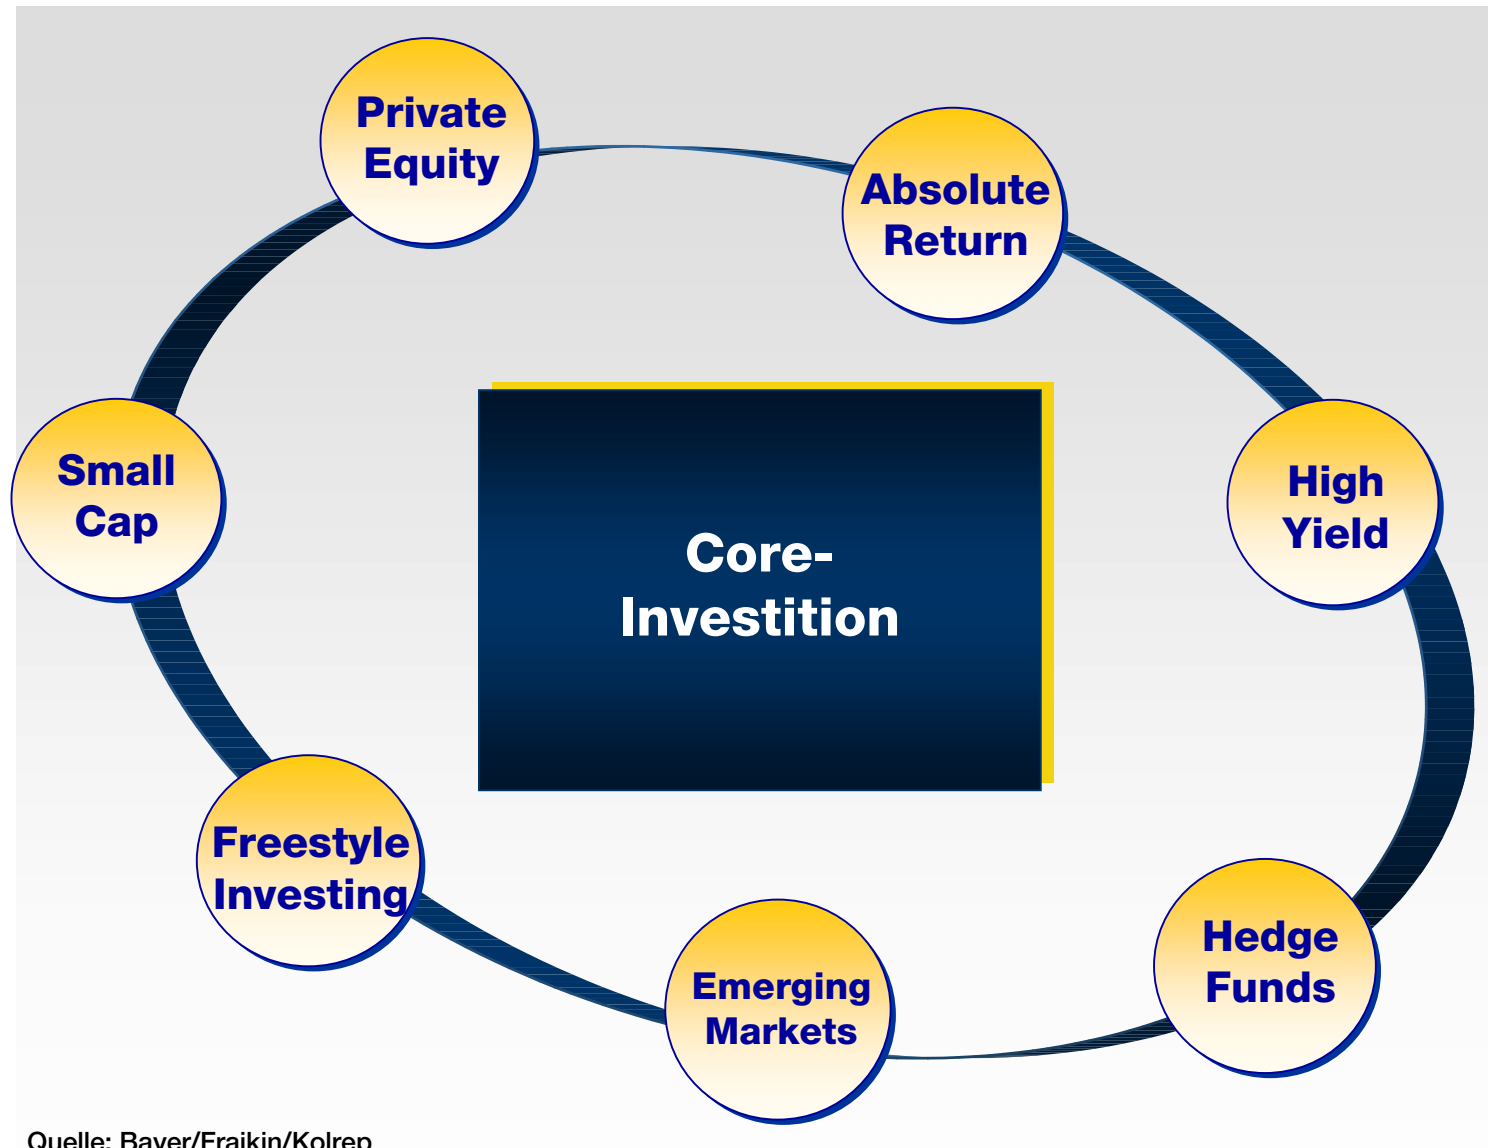 Private
Equity
Absolute
Return
Small
Cap
High
Yield
Core-
Investition
Freestyle
Investing
Emerging
Markets
Hedge
Funds
Quelle: Bayer/Fraikin/Kolrep